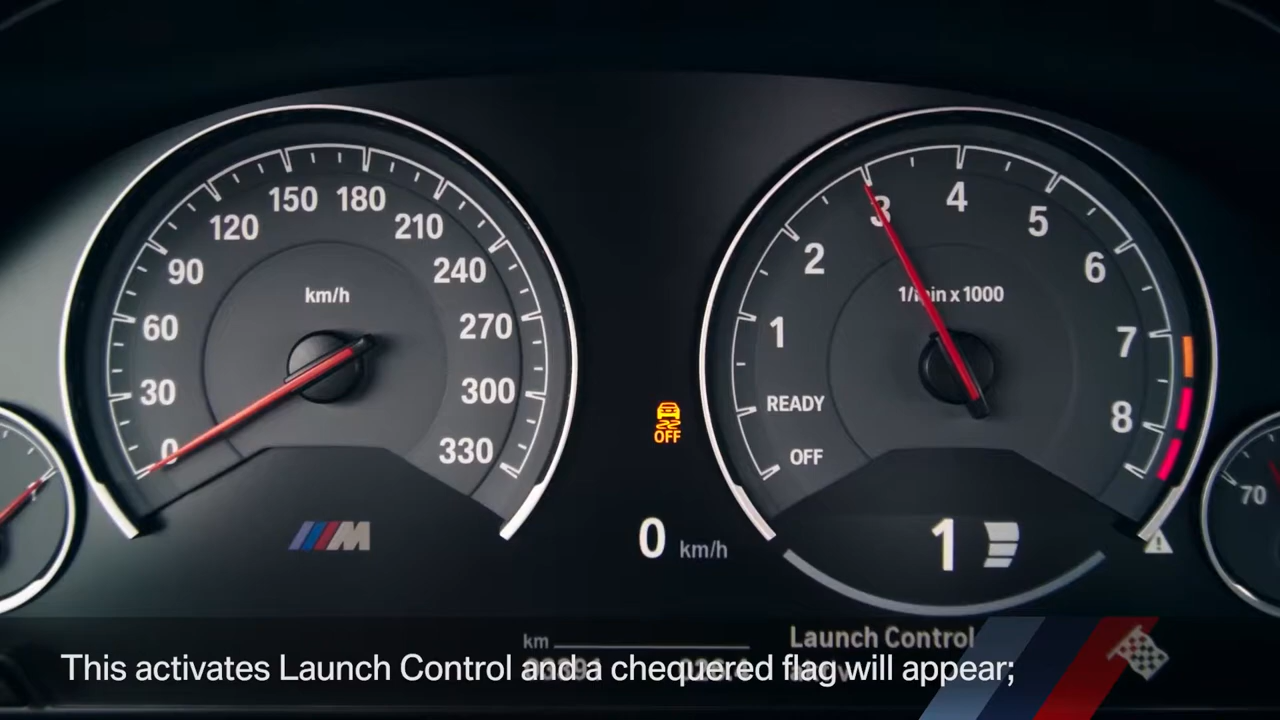 150 180
120 210
90 240
km/h
60 270
30 300
0 330
4
3 5
2 6
1/min x 1000
1 7
READY 8
OFF
OFF
M
0 km/h
1
70
km
Launch Control
This activates Launch Control and a chequered flag will appear;